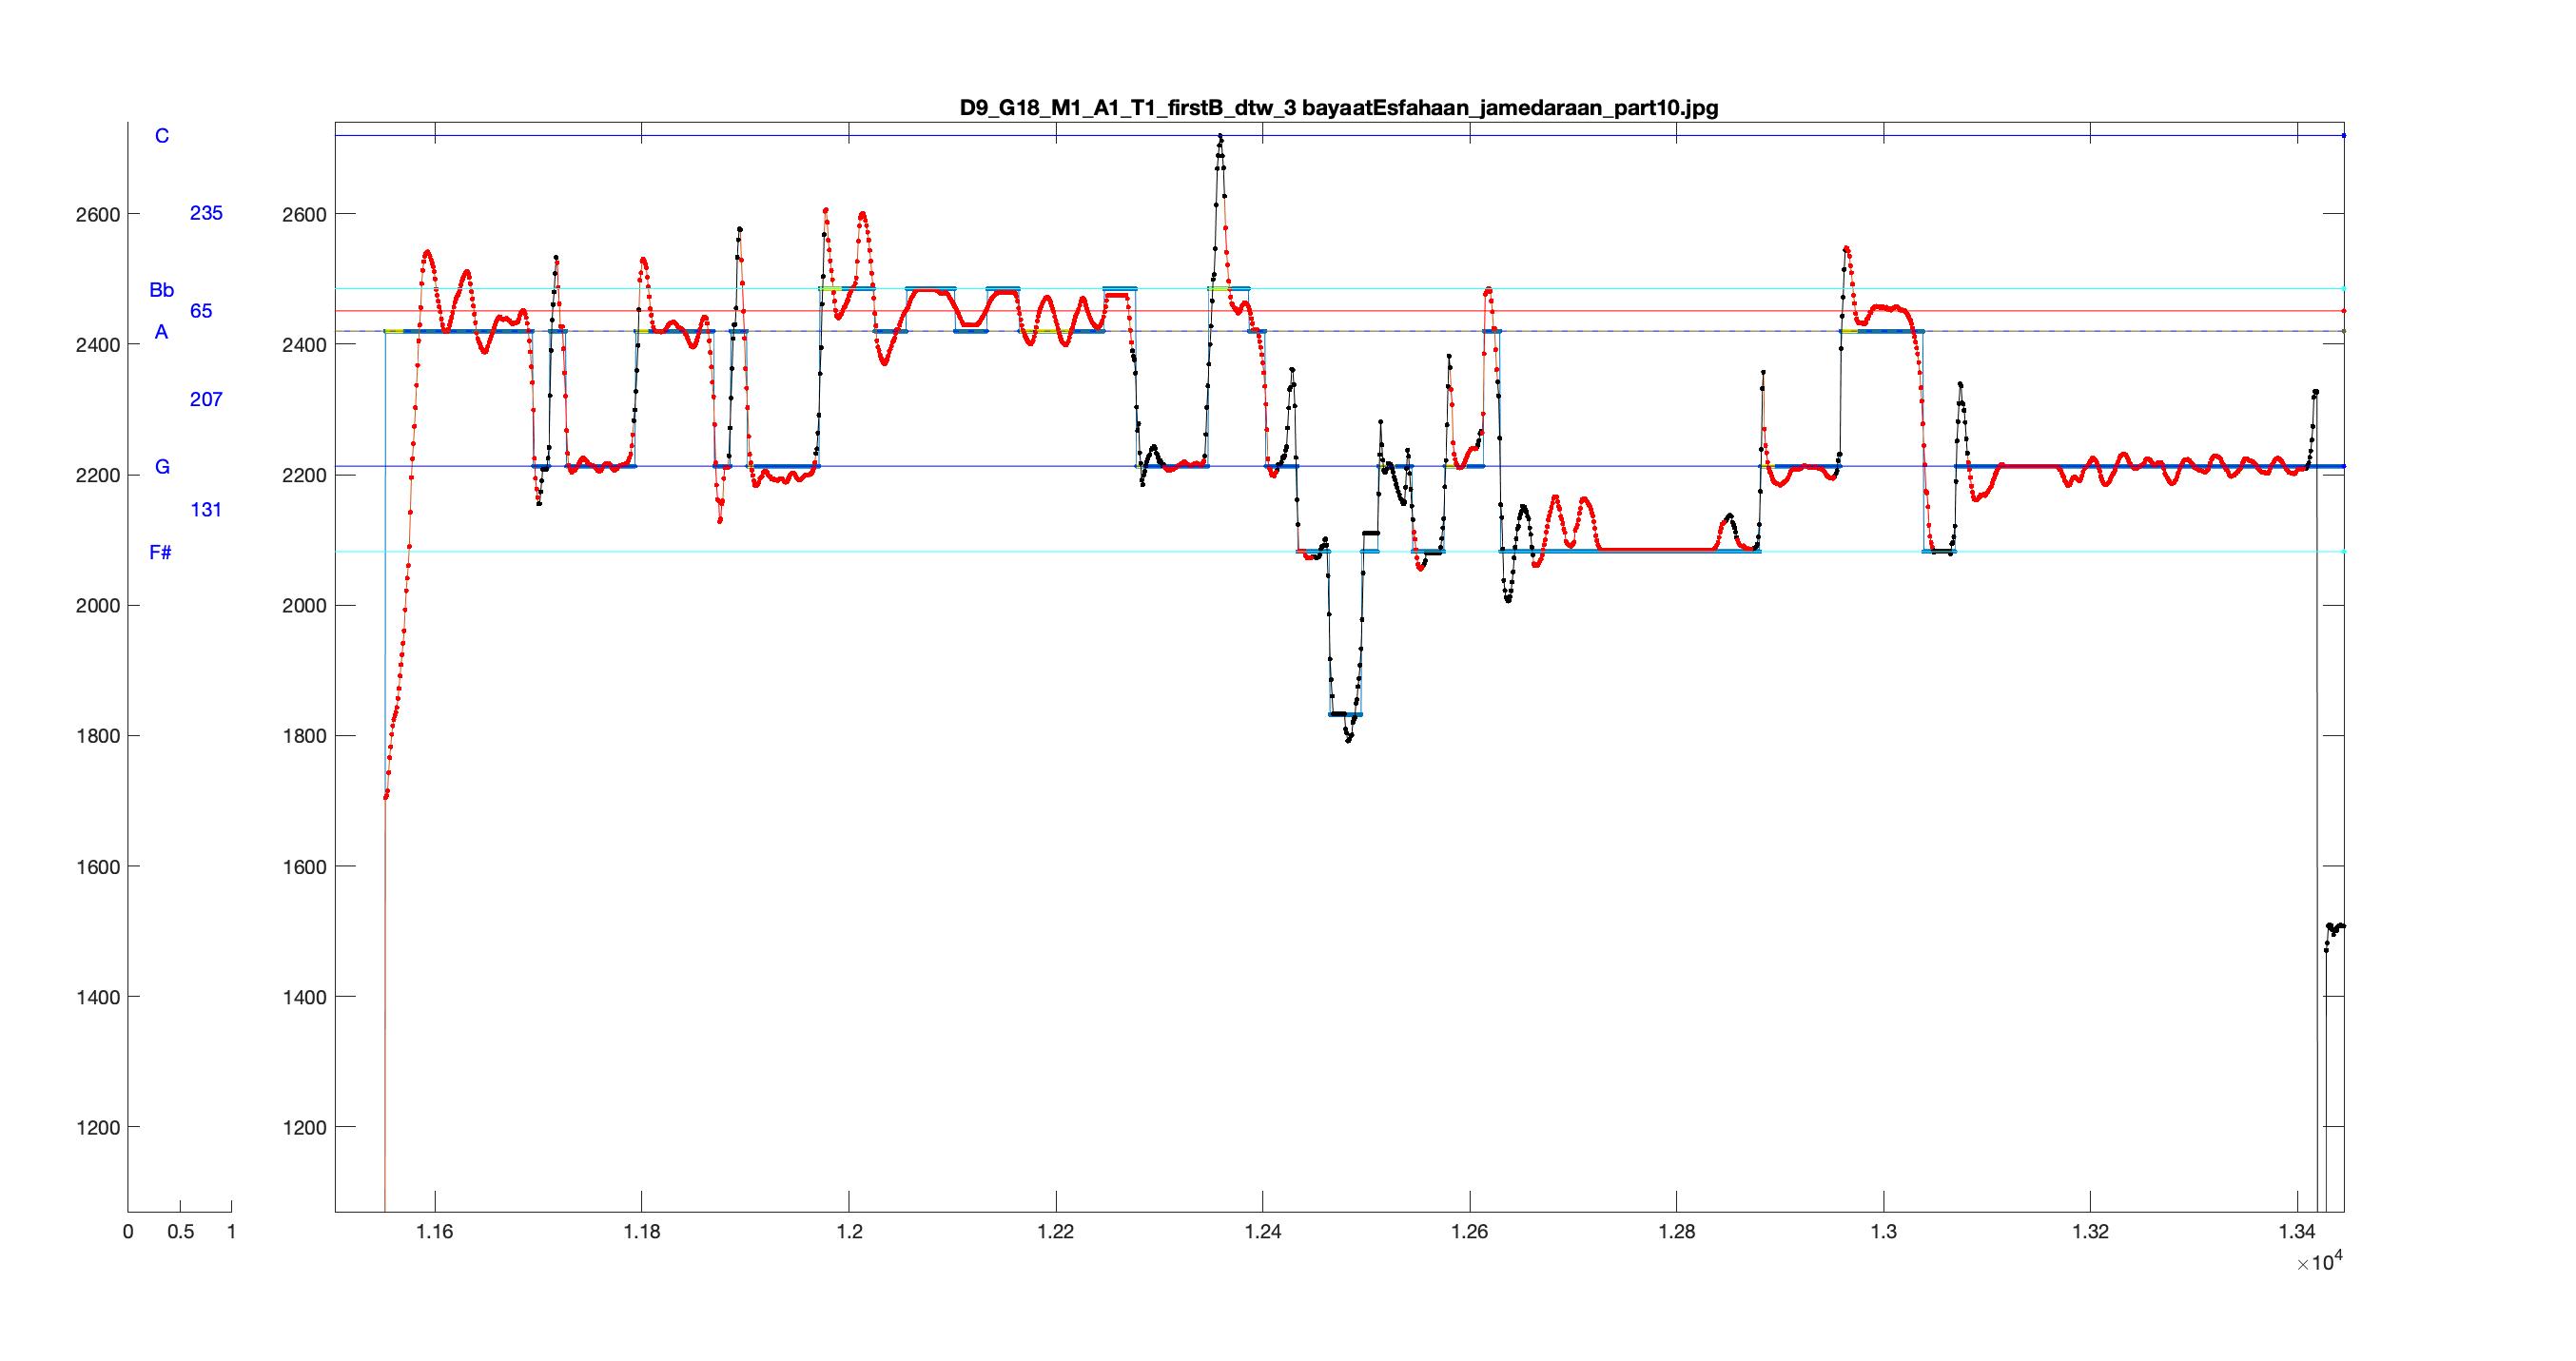 D9_G18_M1_A1_T1_firstB_dtw_3 bayaatEsfahaan_jamedaraan_part10.jpg
C
2600 235 2600
Bb
65
A
2400 2400
207
G
2200 2200
131
F#
2000 2000
1800 1800
1600 1600
1400 1400
1200 1200
0 0.5 1 1.16 1.18 1.2 1.22 1.24 1.26 1.28 1.3 1.32 1.34
×10^4